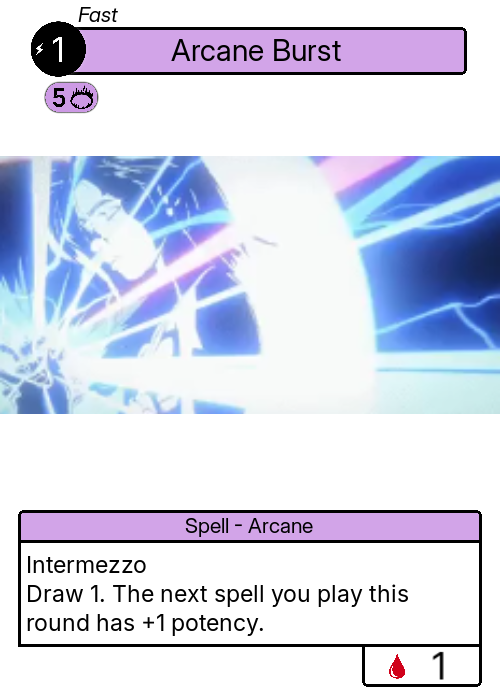 Fast
1 Arcane Burst
5
Spell - Arcane
Intermezzo
Draw 1. The next spell you play this
round has +1 potency.
1